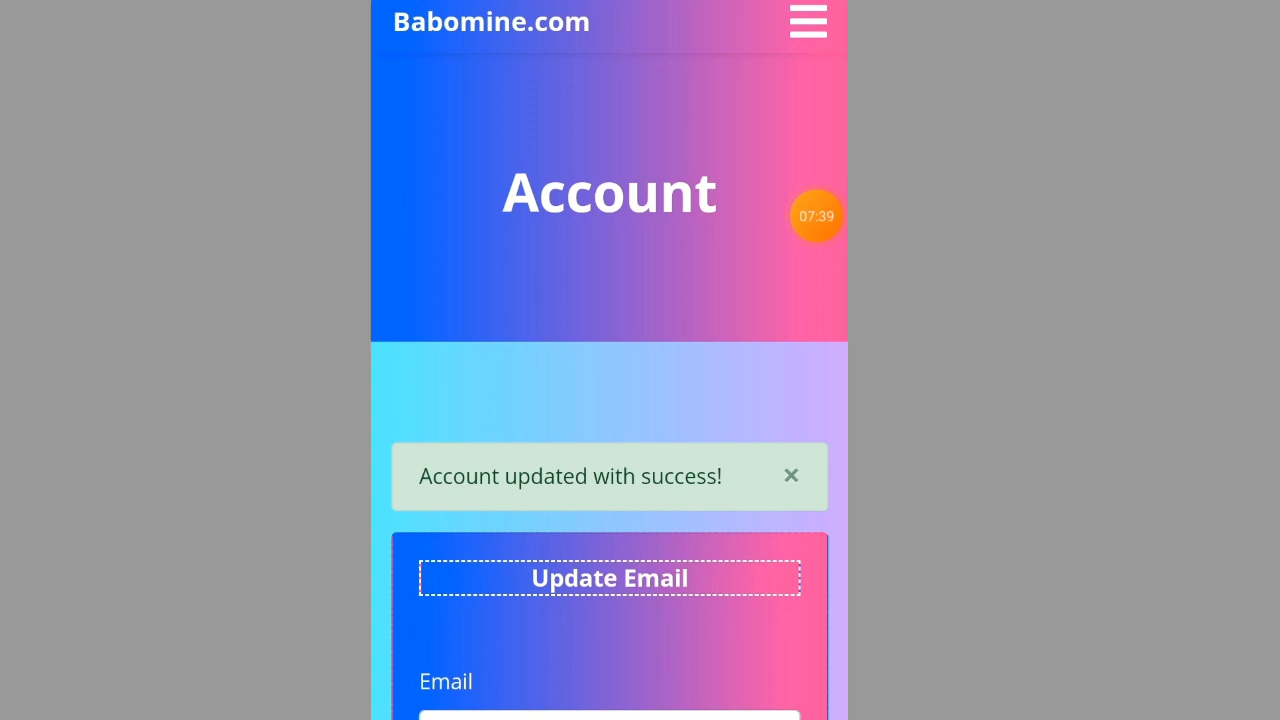 Babomine.com
Account
07:39
Account updated with success! ×
Update Email
Email